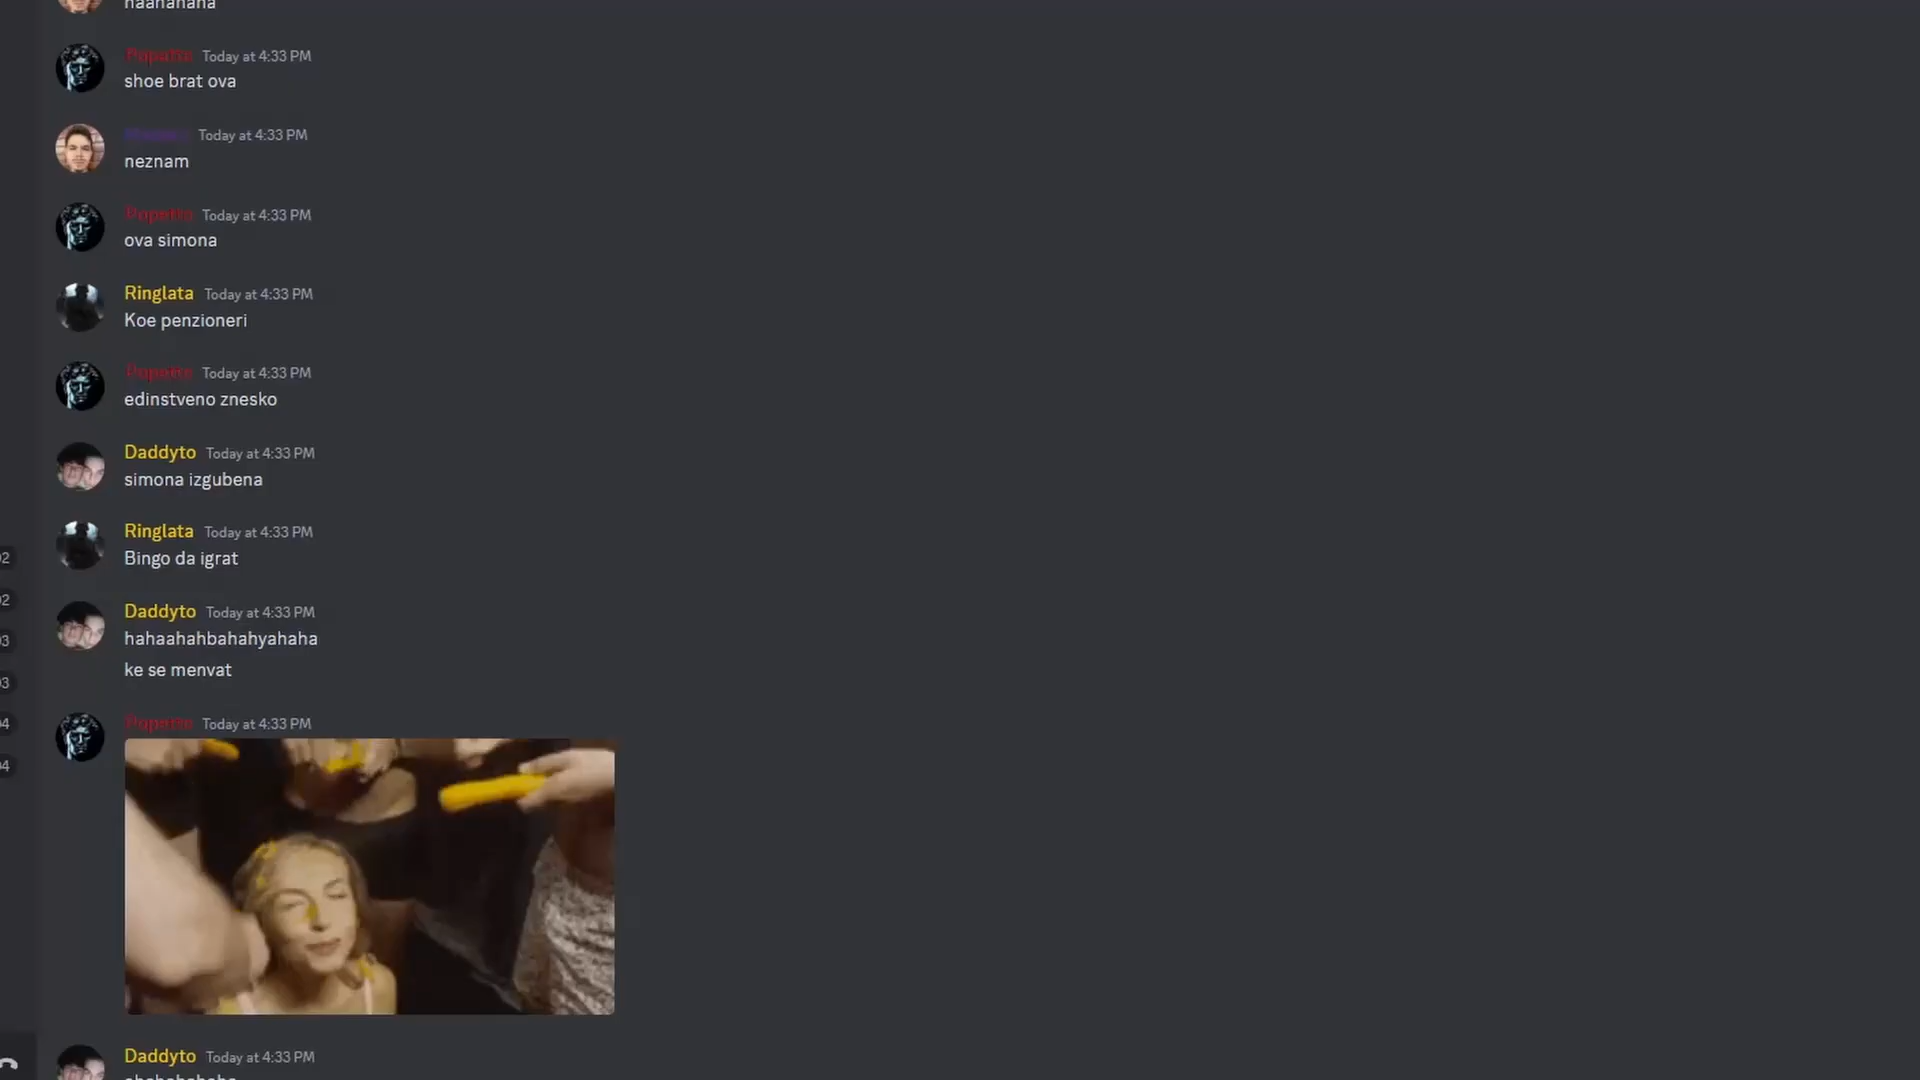 Today at 4:33 PM
shoe brat ova
Today at 4:33 PM
neznam
Today at 4:33 PM
ova simona
Ringlata Today at 4:33 PM
Koe penzioneri
Today at 4:33 PM
edinstveno znesko
Daddyto Today at 4:33 PM
simona izgubena
Ringlata Today at 4:33 PM
Bingo da igrat
Daddyto Today at 4:33 PM
hahaahahbahahyahaha
ke se menvat
Today at 4:33 PM
Daddyto Today at 4:33 PM